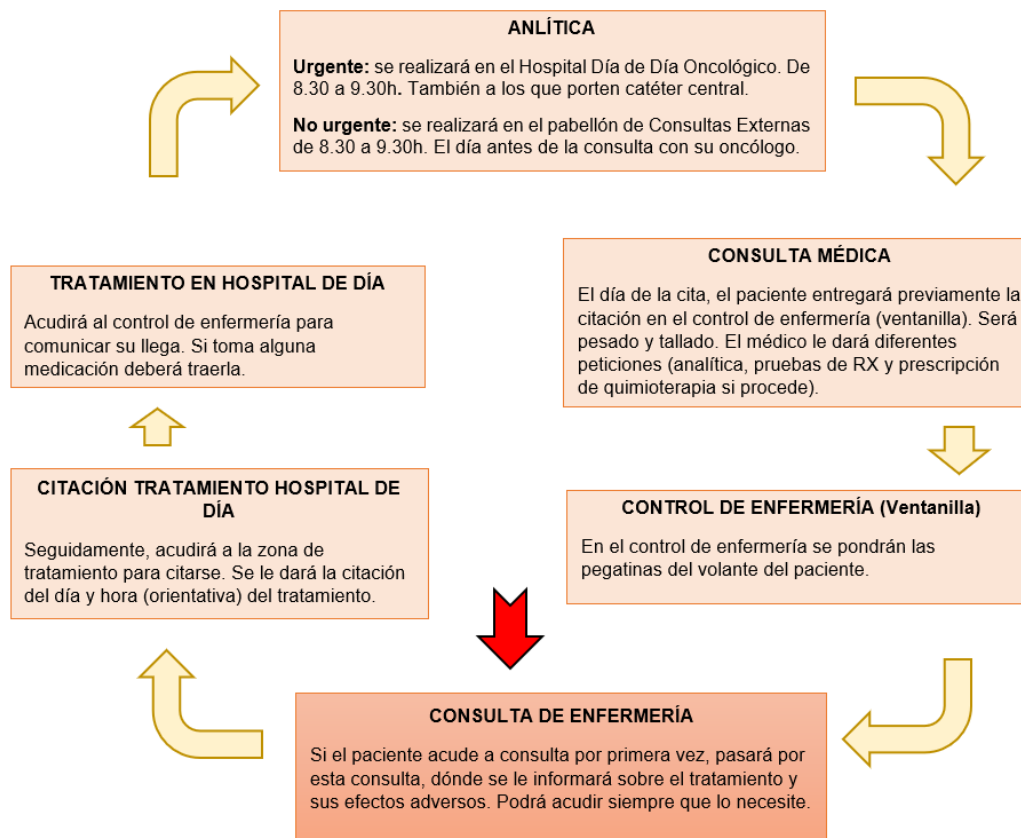 ANLÍTICA
Urgente: se realizará en el Hospital Día de Día Oncológico. De
8.30 a 9.30h. También a los que porten catéter central.
No urgente: se realizará en el pabellón de Consultas Externas
de 8.30 a 9.30h. El día antes de la consulta con su oncólogo.
CONSULTA MÉDICA
El día de la cita, el paciente entregará previamente la
citación en el control de enfermería (ventanilla). Será
pesado y tallado. El médico le dará diferentes
peticiones (analítica, pruebas de RX y prescripción
de quimioterapia si procede).
CONTROL DE ENFERMERÍA (Ventanilla)
En el control de enfermería se pondrán las
pegatinas del volante del paciente.
CONSULTA DE ENFERMERÍA
Si el paciente acude a consulta por primera vez, pasará por
esta consulta, dónde se le informará sobre el tratamiento y
sus efectos adversos. Podrá acudir siempre que lo necesite.
CITACIÓN TRATAMIENTO HOSPITAL DE
DÍA
Seguidamente, acudirá a la zona de
tratamiento para citarse. Se le dará la citación
del día y hora (orientativa) del tratamiento.
TRATAMIENTO EN HOSPITAL DE DÍA
Acudirá al control de enfermería para
comunicar su llega. Si toma alguna
medicación deberá traerla.